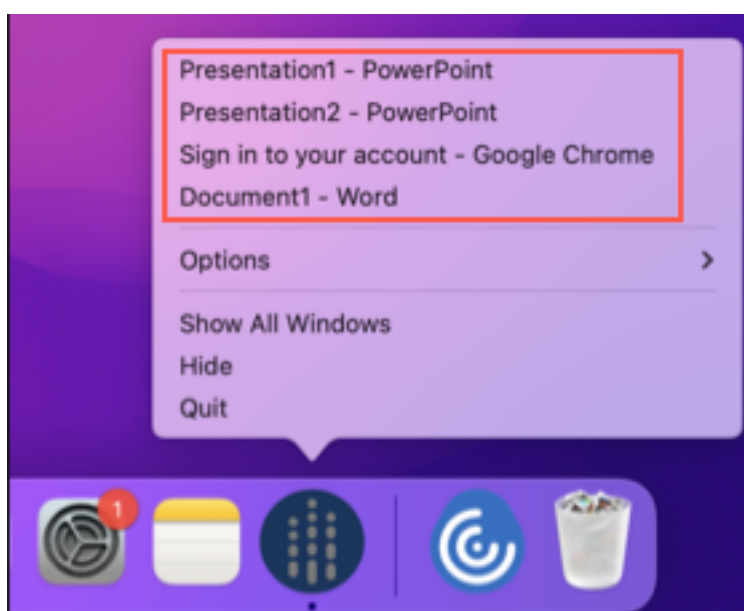 Presentation1 - PowerPoint
Presentation2 - PowerPoint
Sign in to your account - Google Chrome
Document1 - Word
Options
Show All Windows
Hide
Quit
1